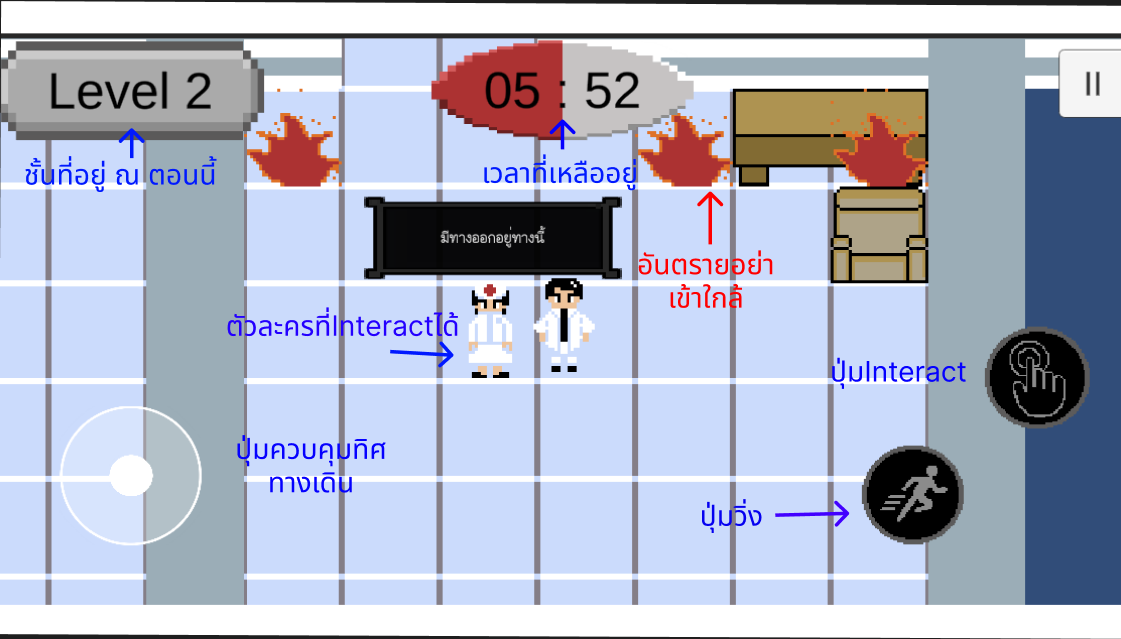 Level 2
05 : 52
ชั้นที่อยู่ ณ ตอนนี้
เวลาที่เหลืออยู่
มีทางออกอยู่ทางนี้
อันตรายอย่า
เข้าใกล้
ตัวละครที่Interactได้
ปุ่มInteract
ปุ่มควบคุมทิศ
ทางเดิน
ปุ่มวิ่ง